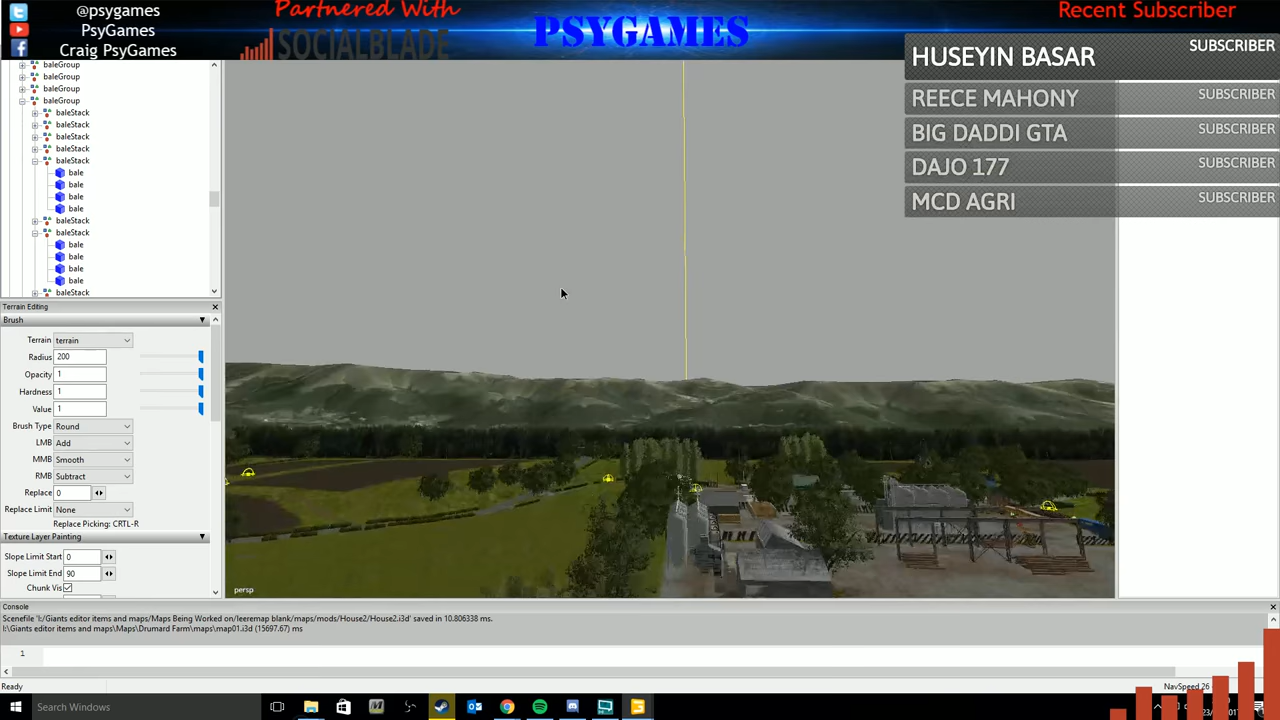 @psygames
PsyGames
Craig PsyGames
Partnered With
SOCIALBLADE
PSYGAMES
Recent Subscriber
HUSEYIN BASAR SUBSCRIBER
REECE MAHONY SUBSCRIBER
BIG DADDI GTA SUBSCRIBER
DAJO 177 SUBSCRIBER
MCD AGRI SUBSCRIBER
baleGroup
baleGroup
baleGroup
baleGroup
baleStack
baleStack
baleStack
baleStack
baleStack
bale
bale
bale
bale
baleStack
baleStack
bale
bale
bale
bale
baleStack
Terrain Editing
Brush
Terrain terrain
Radius 200
Opacity 1
Hardness 1
Value 1
Brush Type Round
LMB Add
MMB Smooth
RMB Subtract
Replace 0
Replace Limit None
Replace Picking: CRTL-R
Texture Layer Painting
Slope Limit Start 0
Slope Limit End 90
Chunk Vis
persp
Console
Scenefile 'I:/Giants editor items and maps/Maps Being Worked on/leeremap blank/maps/mods/House2/House2.i3d' saved in 10.806338 ms.
I:\Giants editor items and maps\Maps\Drumard Farm\maps\map01.i3d (15697.67) ms
1
Ready
NavSpeed 26
Search Windows